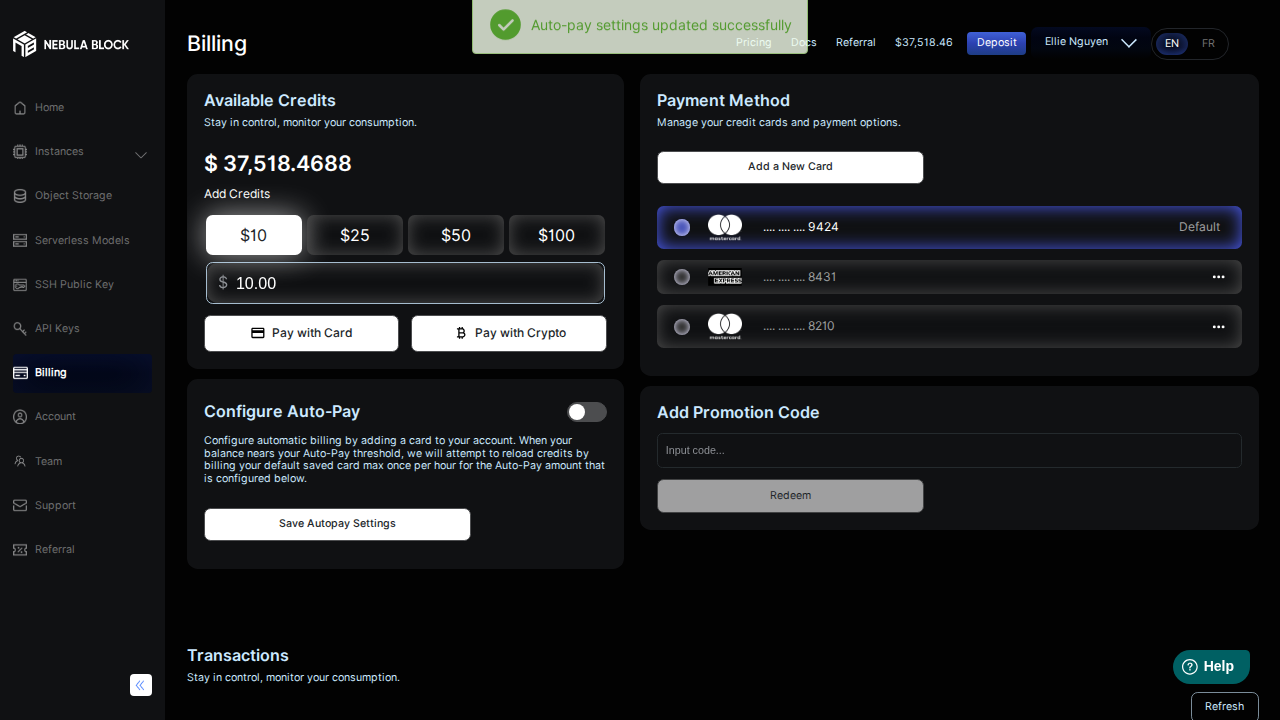 Auto-pay settings updated successfully
NEBULA BLOCK
Billing
Pricing
Docs
Referral
$37,518.46
Deposit
Ellie Nguyen
EN
FR
Home
Instances
Object Storage
Serverless Models
SSH Public Key
API Keys
Billing
Account
Team
Support
Referral
Available Credits
Stay in control, monitor your consumption.
$ 37,518.4688
Add Credits
$10
$25
$50
$100
$ 10.00
Pay with Card
Pay with Crypto
Configure Auto-Pay
Configure automatic billing by adding a card to your account. When your
balance nears your Auto-Pay threshold, we will attempt to reload credits by
billing your default saved card max once per hour for the Auto-Pay amount that
is configured below.
Save Autopay Settings
Payment Method
Manage your credit cards and payment options.
Add a New Card
mastercard
.... .... .... 9424
Default
AMERICAN
EXPRESS
.... .... .... 8431
mastercard
.... .... .... 8210
Add Promotion Code
Input code...
Redeem
Transactions
Stay in control, monitor your consumption.
Help
Refresh